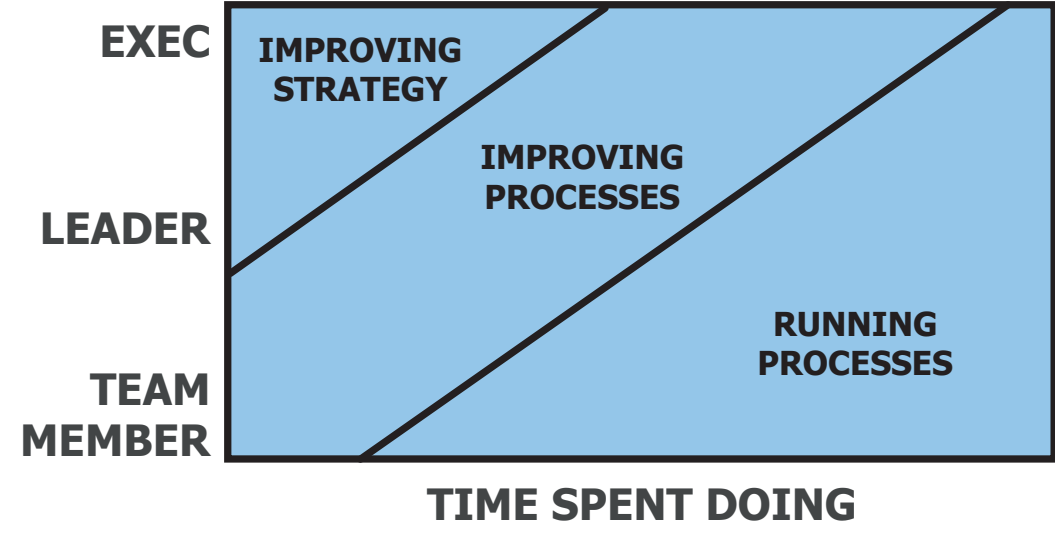 EXEC
IMPROVING
STRATEGY
IMPROVING
PROCESSES
LEADER
RUNNING
PROCESSES
TEAM
MEMBER
TIME SPENT DOING